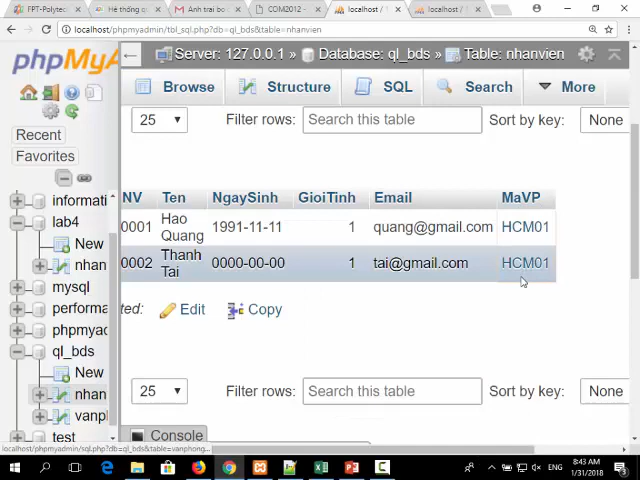 FPT-Polytec
Hệ thống q
Anh trai bo
COM2012 -
localhost /
localhost /
localhost/phpmyadmin/tbl_sql.php?db=ql_bds&table=nhanvien
phpMyA
Server: 127.0.0.1 » Database: ql_bds » Table: nhanvien
Browse Structure SQL Search More
25 Filter rows: Search this table Sort by key: None
Recent
Favorites
NV Ten NgaySinh GioiTinh Email MaVP
0001 Hao Quang 1991-11-11 1 quang@gmail.com HCM01
0002 Thanh Tai 0000-00-00 1 tai@gmail.com HCM01
ted: Edit Copy
25 Filter rows: Search this table Sort by key: None
Console
informati
lab4
New
nhan
mysql
performa
phpmyad
ql_bds
New
nhan
vanph
test
localhost/phpmyadmin/sql.php?db=ql_bds&table=vanphong...
8:43 AM
1/31/2018